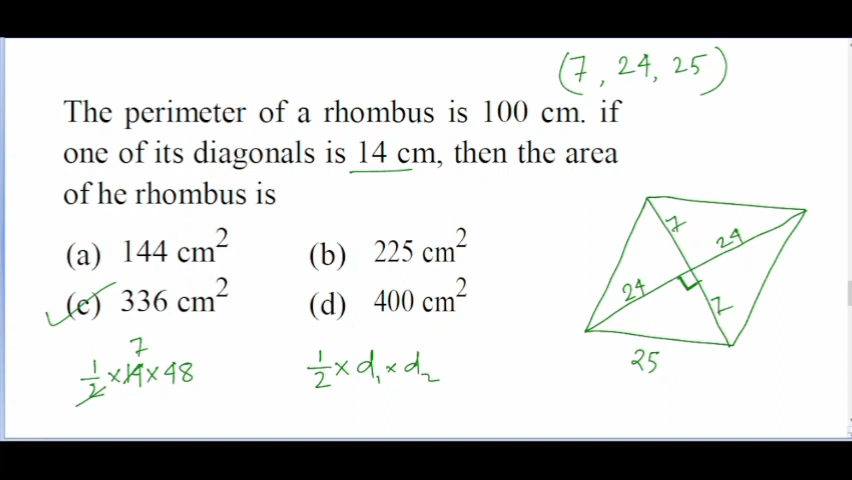 (7, 24, 25)
The perimeter of a rhombus is 100 cm. if
one of its diagonals is 14 cm, then the area
of he rhombus is
(a) 144 cm² (b) 225 cm²
(c) 336 cm² (d) 400 cm²
7
24
24
7
25
7
1/2 × 14 × 48
1/2 × d₁ × d₂